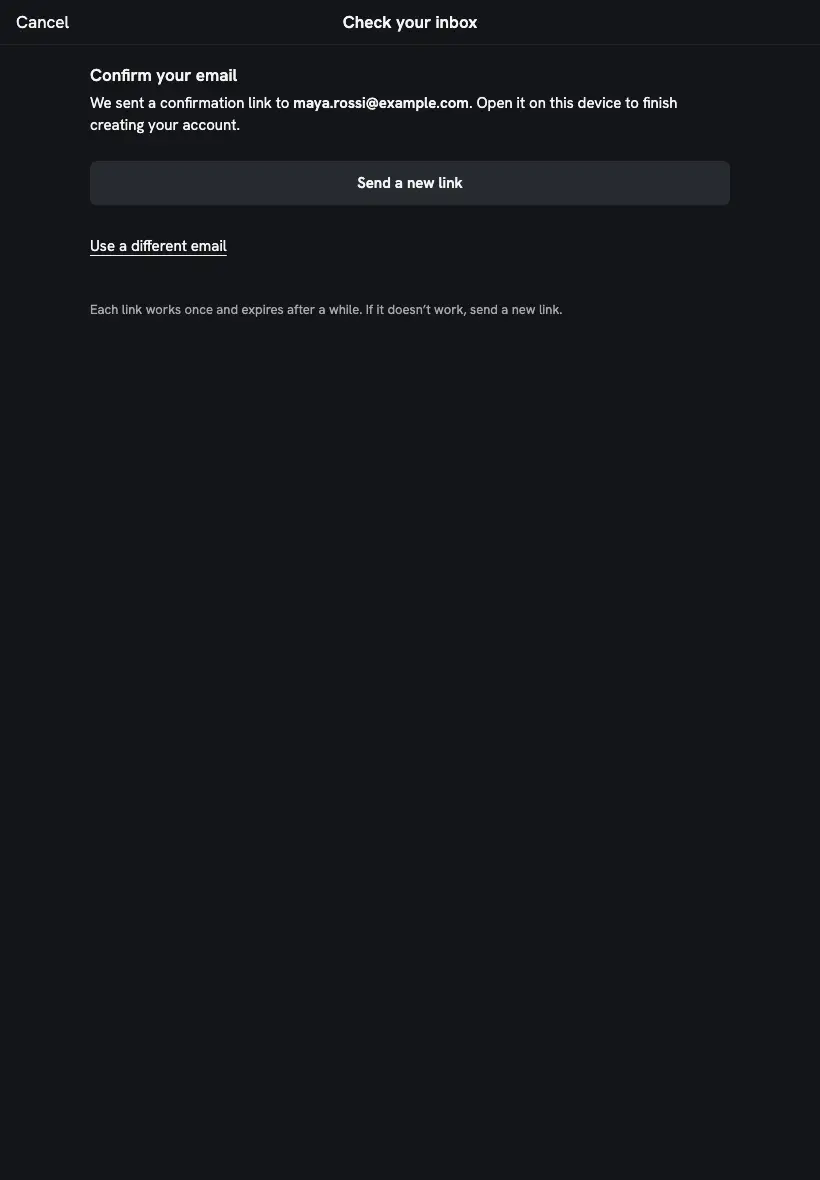 Cancel
Check your inbox
Confirm your email
We sent a confirmation link to maya.rossi@example.com. Open it on this device to finish
creating your account.
Send a new link
Use a different email
Each link works once and expires after a while. If it doesn’t work, send a new link.